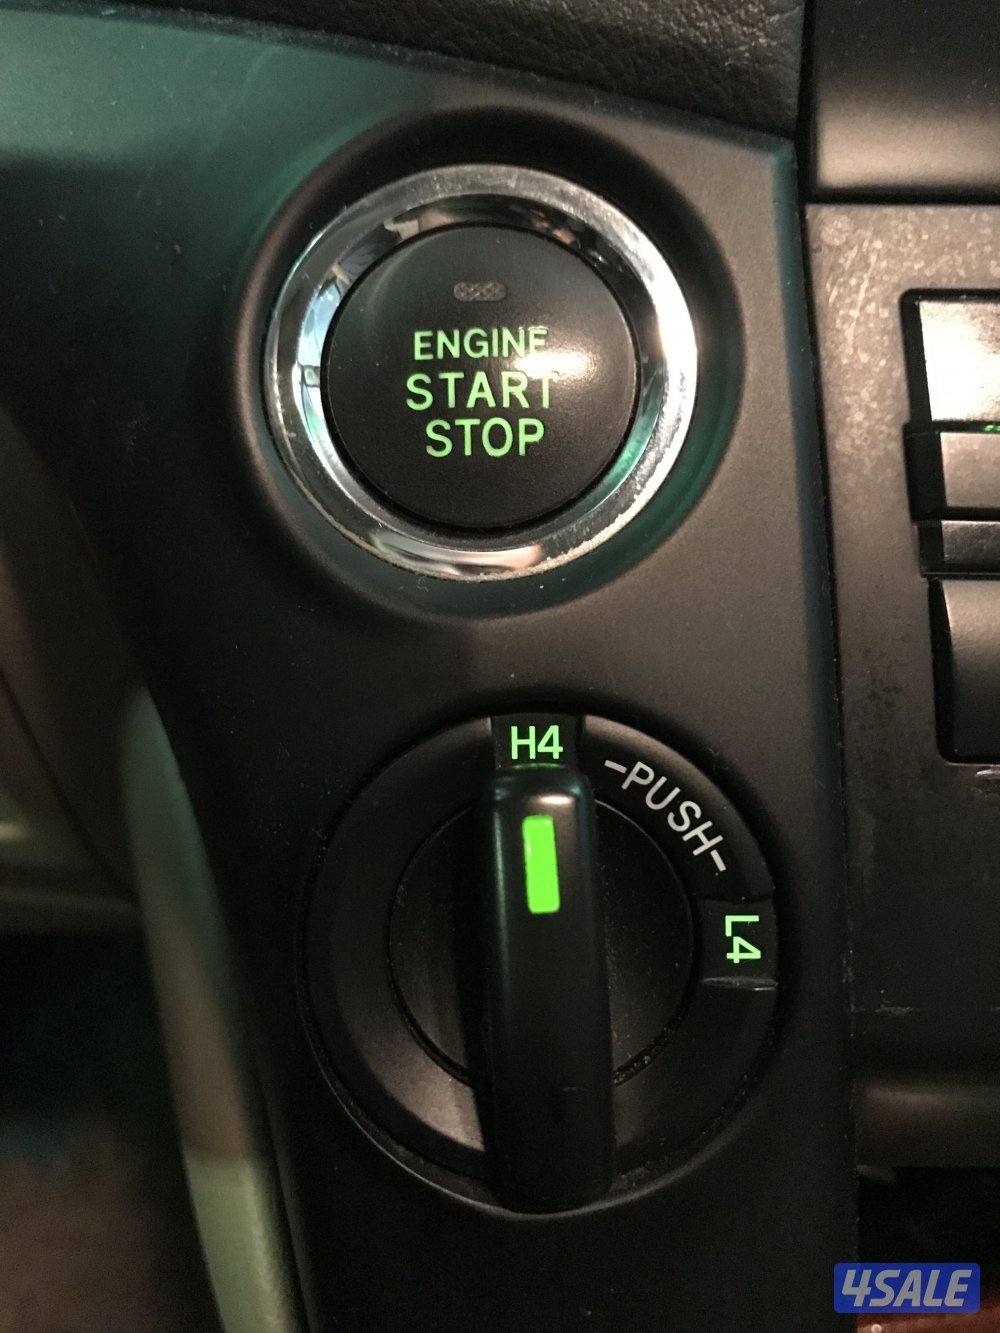 ENGINE
START
STOP
H4
-PUSH-
L4
4SALE